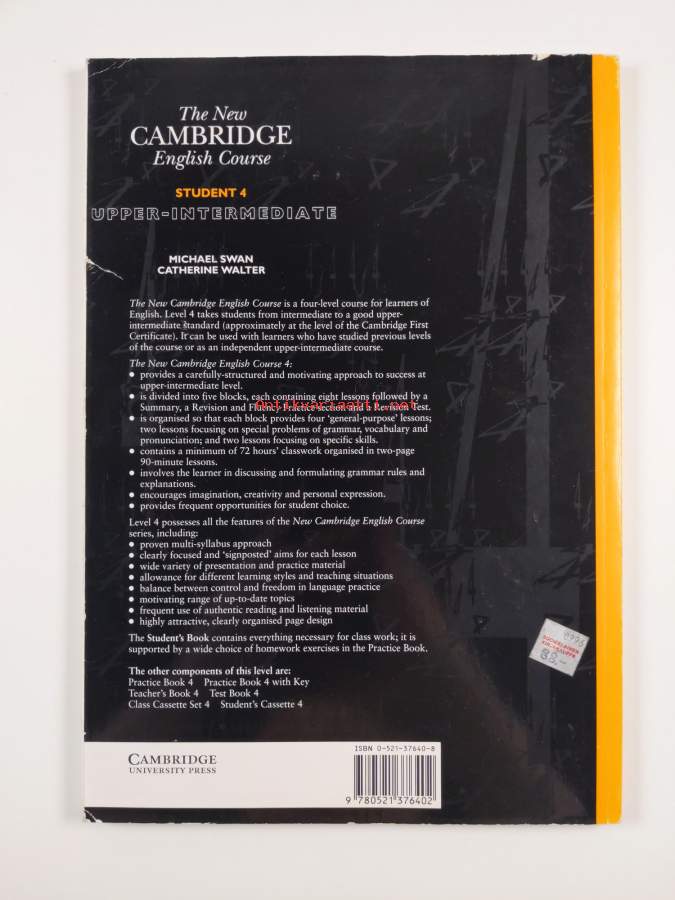 The New
CAMBRIDGE
English Course
STUDENT 4
UPPER-INTERMEDIATE
MICHAEL SWAN
CATHERINE WALTER
The New Cambridge English Course is a four-level course for learners of
English. Level 4 takes students from intermediate to a good upper-
intermediate standard (approximately at the level of the Cambridge First
Certificate). It can be used with learners who have studied previous levels
of the course or as an independent upper-intermediate course.
The New Cambridge English Course 4:
● provides a carefully-structured and motivating approach to success at
upper-intermediate level.
● is divided into five blocks, each containing eight lessons followed by a
Summary, a Revision and Fluency Practice section and a Revision Test.
antikvariaatti.net
● is organised so that each block provides four 'general-purpose' lessons;
two lessons focusing on special problems of grammar, vocabulary and
pronunciation; and two lessons focusing on specific skills.
● contains a minimum of 72 hours' classwork organised in two-page
90-minute lessons.
● involves the learner in discussing and formulating grammar rules and
explanations.
● encourages imagination, creativity and personal expression.
● provides frequent opportunities for student choice.
Level 4 possesses all the features of the New Cambridge English Course
series, including:
● proven multi-syllabus approach
● clearly focused and 'signposted' aims for each lesson
● wide variety of presentation and practice material
● allowance for different learning styles and teaching situations
● balance between control and freedom in language practice
● motivating range of up-to-date topics
● frequent use of authentic reading and listening material
● highly attractive, clearly organised page design
The Student's Book contains everything necessary for class work; it is
supported by a wide choice of homework exercises in the Practice Book.
The other components of this level are:
Practice Book 4 Practice Book 4 with Key
Teacher's Book 4 Test Book 4
Class Cassette Set 4 Student's Cassette 4
88.-
CAMBRIDGE
UNIVERSITY PRESS
ISBN 0-521-37640-8
9 780521 376402